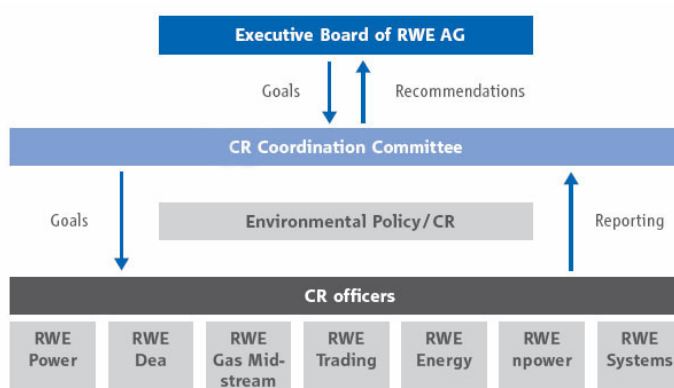 Executive Board of RWE AG
Goals
Recommendations
CR Coordination Committee
Goals
Environmental Policy/CR
Reporting
CR officers
RWE
Power
RWE
Dea
RWE
Gas Mid-
stream
RWE
Trading
RWE
Energy
RWE
npower
RWE
Systems